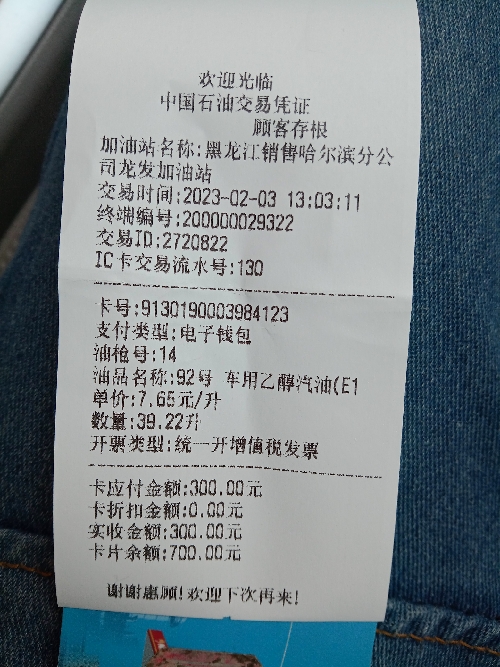 欢迎光临
中国石油交易凭证
顾客存根
加油站名称:黑龙江销售哈尔滨分公
司龙发加油站
交易时间:2023-02-03 13:03:11
终端编号:200000029322
交易ID:2720822
IC卡交易流水号:130
卡号:9130190003984123
支付类型:电子钱包
油枪号:14
油品名称:92号 车用乙醇汽油(E1
单价:7.65元/升
数量:39.22升
开票类型:统一开增值税发票
卡应付金额:300.00元
卡折扣金额:0.00元
实收金额:300.00元
卡片余额:700.00元
谢谢惠顾!欢迎下次再来!